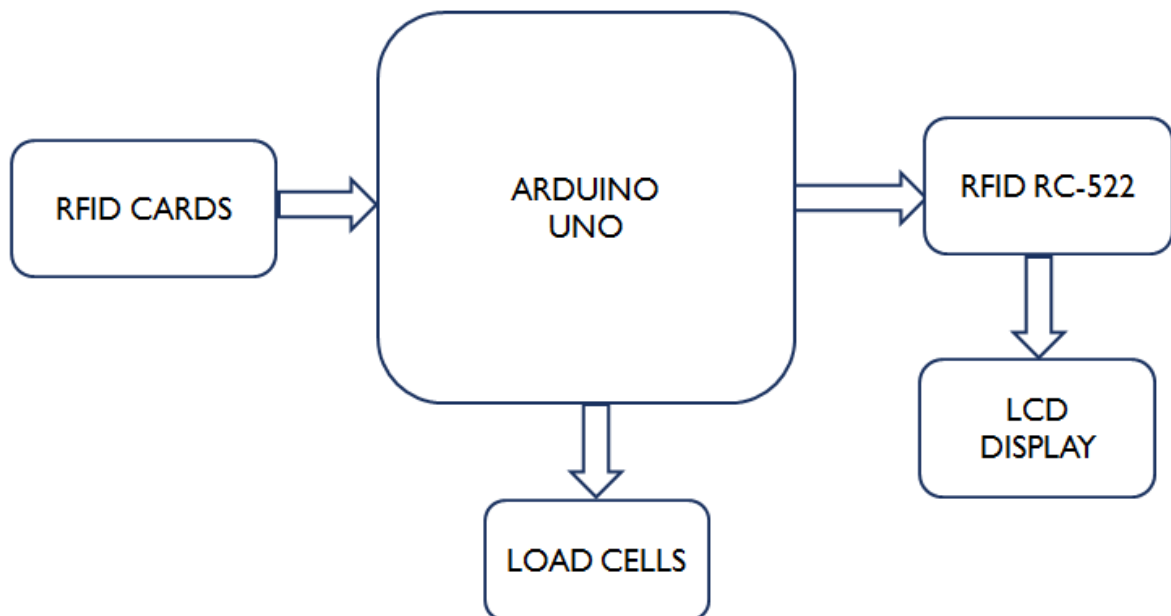 RFID CARDS
ARDUINO
UNO
RFID RC-522
LCD
DISPLAY
LOAD CELLS